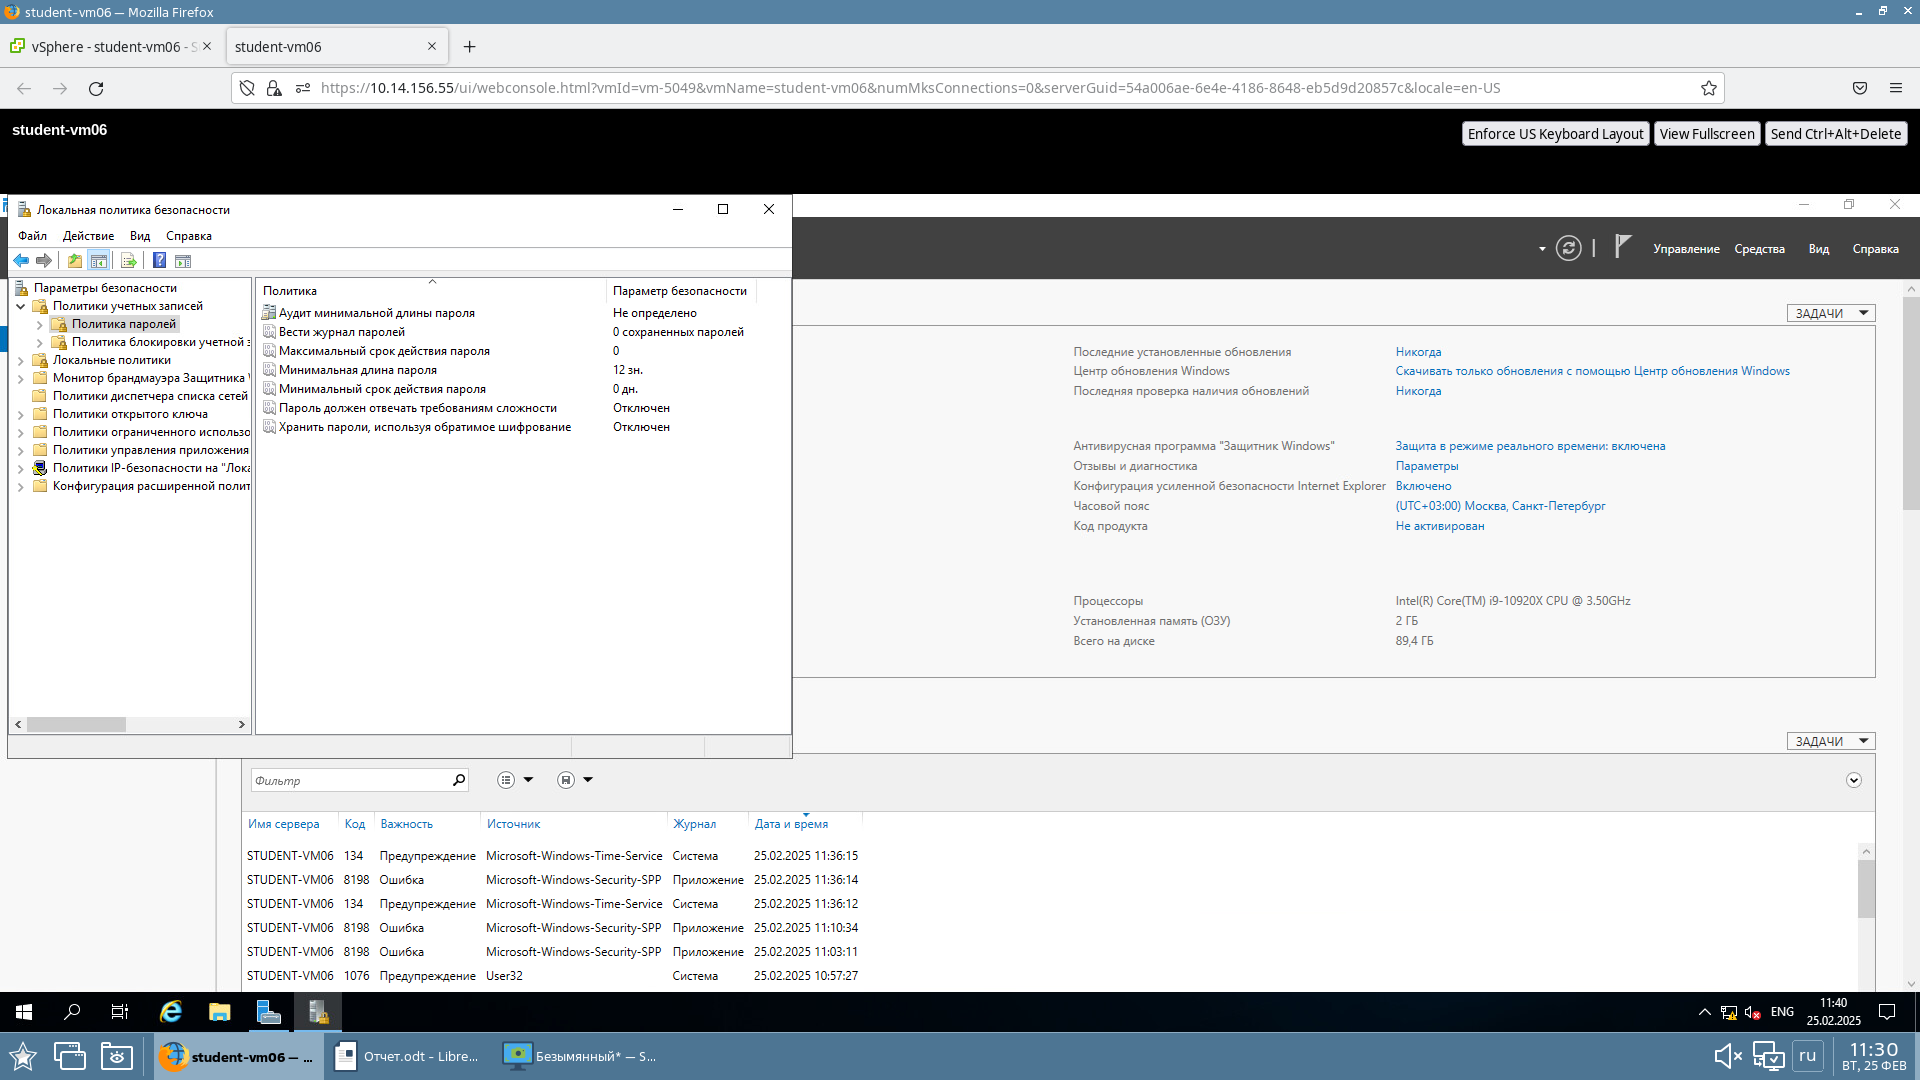 student-vm06 — Mozilla Firefox
vSphere - student-vm06 - S
student-vm06
https://10.14.156.55/ui/webconsole.html?vmId=vm-5049&vmName=student-vm06&numMksConnections=0&serverGuid=54a006ae-6e4e-4186-8648-eb5d9d20857c&locale=en-US
student-vm06
Enforce US Keyboard Layout
View Fullscreen
Send Ctrl+Alt+Delete
Локальная политика безопасности
Файл Действие Вид Справка
Управление Средства Вид Справка
Параметры безопасности
Политики учетных записей
Политика паролей
Политика блокировки учетной з
Локальные политики
Монитор брандмауэра Защитника
Политики диспетчера списка сетей
Политики открытого ключа
Политики ограниченного использо
Политики управления приложения
Политики IP-безопасности на "Лока
Конфигурация расширенной полит
Политика Параметр безопасности
Аудит минимальной длины пароля Не определено
Вести журнал паролей 0 сохраненных паролей
Максимальный срок действия пароля 0
Минимальная длина пароля 12 зн.
Минимальный срок действия пароля 0 дн.
Пароль должен отвечать требованиям сложности Отключен
Хранить пароли, используя обратимое шифрование Отключен
ЗАДАЧИ
Последние установленные обновления Никогда
Центр обновления Windows Скачивать только обновления с помощью Центр обновления Windows
Последняя проверка наличия обновлений Никогда
Антивирусная программа "Защитник Windows" Защита в режиме реального времени: включена
Отзывы и диагностика Параметры
Конфигурация усиленной безопасности Internet Explorer Включено
Часовой пояс (UTC+03:00) Москва, Санкт-Петербург
Код продукта Не активирован
Процессоры Intel(R) Core(TM) i9-10920X CPU @ 3.50GHz
Установленная память (ОЗУ) 2 ГБ
Всего на диске 89,4 ГБ
ЗАДАЧИ
Фильтр
Имя сервера Код Важность Источник Журнал Дата и время
STUDENT-VM06 134 Предупреждение Microsoft-Windows-Time-Service Система 25.02.2025 11:36:15
STUDENT-VM06 8198 Ошибка Microsoft-Windows-Security-SPP Приложение 25.02.2025 11:36:14
STUDENT-VM06 134 Предупреждение Microsoft-Windows-Time-Service Система 25.02.2025 11:36:12
STUDENT-VM06 8198 Ошибка Microsoft-Windows-Security-SPP Приложение 25.02.2025 11:10:34
STUDENT-VM06 8198 Ошибка Microsoft-Windows-Security-SPP Приложение 25.02.2025 11:03:11
STUDENT-VM06 1076 Предупреждение User32 Система 25.02.2025 10:57:27
ENG
11:40
25.02.2025
student-vm06 — ...
Отчет.odt - Libre...
Безымянный* — S...
ru
11:30
ВТ, 25 ФЕВ